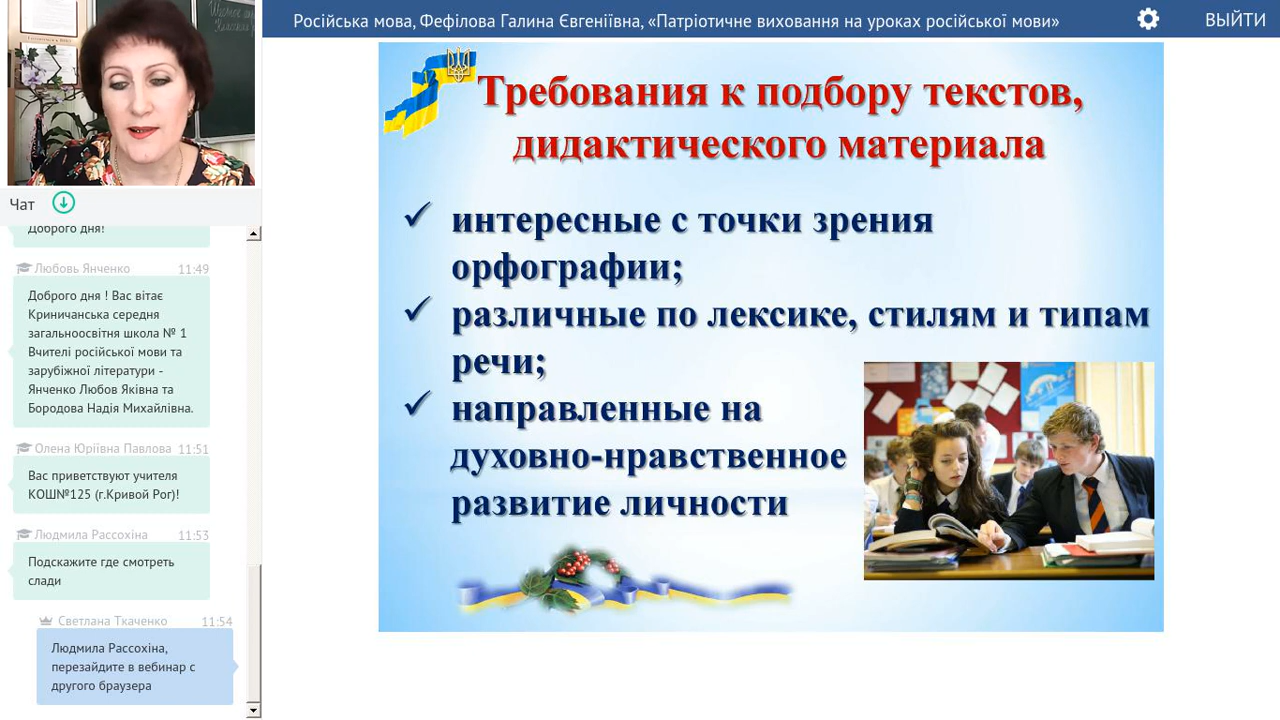 Російська мова, Фефілова Галина Євгеніївна, «Патріотичне виховання на уроках російської мови»
ВЫЙТИ
Чат
Доброго дня!
Любовь Янченко 11:49
Доброго дня ! Вас вітає
Криничанська середня
загальноосвітня школа № 1
Вчителі російської мови та
зарубіжної літератури -
Янченко Любов Яківна та
Бородова Надія Михайлівна.
Олена Юріївна Павлова 11:51
Вас приветствуют учителя
КОШ№125 (г.Кривой Рог)!
Людмила Рассохіна 11:53
Подскажите где смотреть
слади
Светлана Ткаченко 11:54
Людмила Рассохіна,
перезайдите в вебинар с
другого браузера
Требования к подбору текстов,
дидактического материала
интересные с точки зрения
орфографии;
различные по лексике, стилям и типам
речи;
направленные на
духовно-нравственное
развитие личности